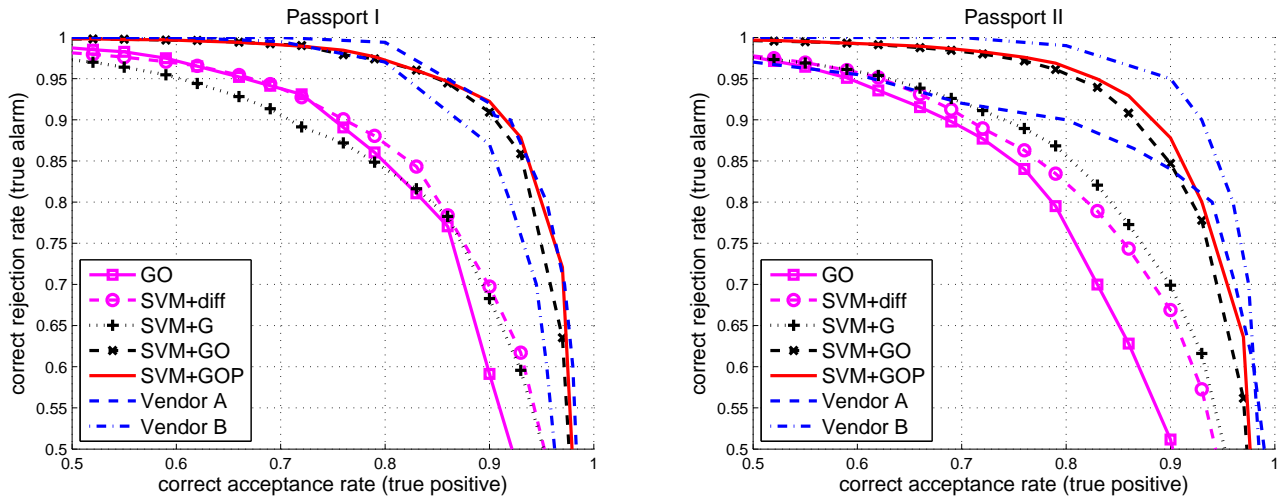 Passport I
correct rejection rate (true alarm)
1
0.95
0.9
0.85
0.8
0.75
0.7
0.65
0.6
0.55
0.5
GO
SVM+diff
SVM+G
SVM+GO
SVM+GOP
Vendor A
Vendor B
0.5 0.6 0.7 0.8 0.9 1
correct acceptance rate (true positive)
Passport II
correct rejection rate (true alarm)
1
0.95
0.9
0.85
0.8
0.75
0.7
0.65
0.6
0.55
0.5
GO
SVM+diff
SVM+G
SVM+GO
SVM+GOP
Vendor A
Vendor B
0.5 0.6 0.7 0.8 0.9 1
correct acceptance rate (true positive)